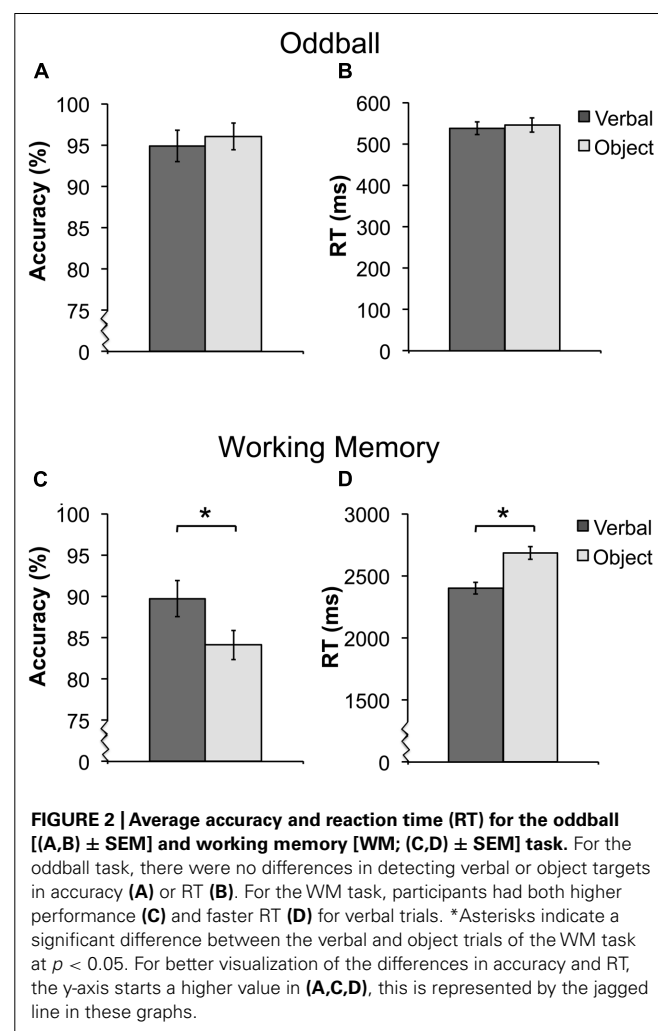 Oddball
A
B
100
95
90
85
80
75
0
Accuracy (%)
600
500
400
300
200
100
0
RT (ms)
Verbal
Object
Working Memory
C
D
100
95
90
85
80
75
0
Accuracy (%)
*
3000
2500
2000
1500
0
RT (ms)
*
Verbal
Object
FIGURE 2 | Average accuracy and reaction time (RT) for the oddball
[(A,B) ± SEM] and working memory [WM; (C,D) ± SEM] task. For the
oddball task, there were no differences in detecting verbal or object targets
in accuracy (A) or RT (B). For the WM task, participants had both higher
performance (C) and faster RT (D) for verbal trials. *Asterisks indicate a
significant difference between the verbal and object trials of the WM task
at p < 0.05. For better visualization of the differences in accuracy and RT,
the y-axis starts a higher value in (A,C,D), this is represented by the jagged
line in these graphs.